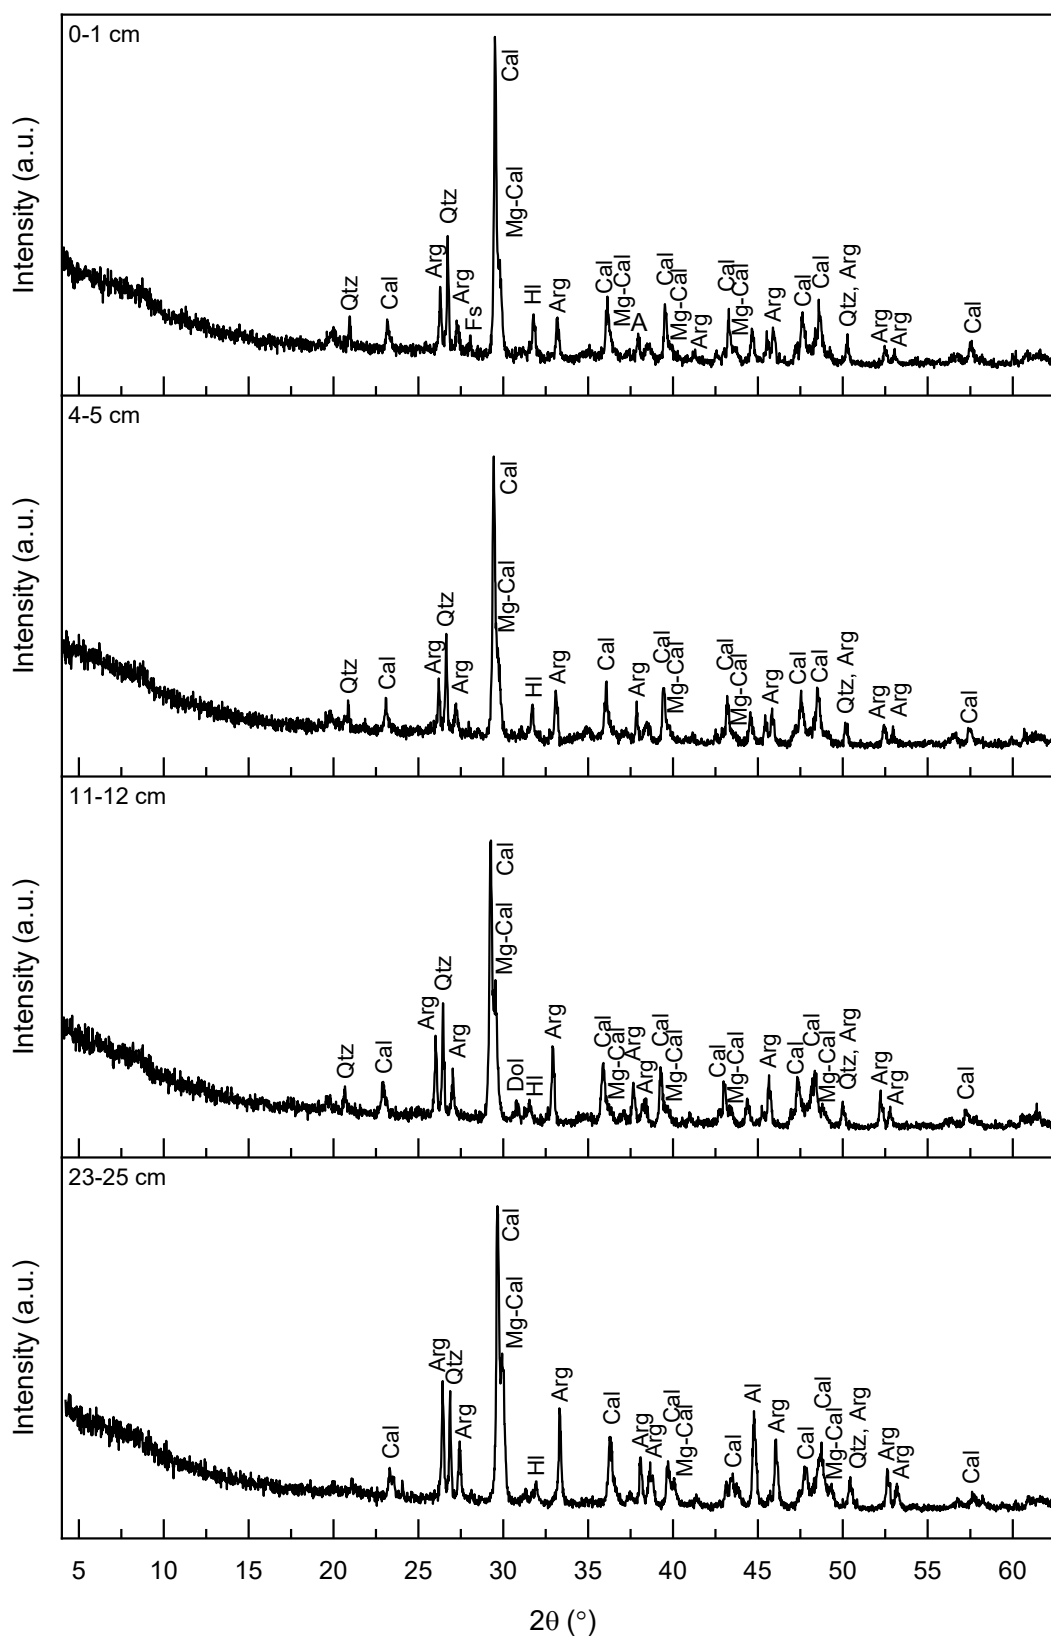 0-1 cm
Intensity (a.u.)
Qtz
Cal
Arg
Qtz
Arg
Fs
Cal
Mg-Cal
Hl
Arg
Cal
Mg-Cal
A
Cal
Mg-Cal
Arg
Cal
Mg-Cal
Arg
Cal
Cal
Qtz, Arg
Arg
Arg
Cal
4-5 cm
Intensity (a.u.)
Qtz
Cal
Arg
Qtz
Arg
Cal
Mg-Cal
Hl
Arg
Cal
Arg
Cal
Mg-Cal
Cal
Mg-Cal
Arg
Cal
Cal
Qtz, Arg
Arg
Arg
Cal
11-12 cm
Intensity (a.u.)
Qtz
Cal
Arg
Qtz
Arg
Cal
Mg-Cal
Dol
Hl
Arg
Cal
Mg-Cal
Arg
Arg
Cal
Mg-Cal
Cal
Mg-Cal
Arg
Cal
Cal
Mg-Cal
Qtz, Arg
Arg
Arg
Cal
23-25 cm
Intensity (a.u.)
Cal
Arg
Qtz
Arg
Cal
Mg-Cal
Hl
Arg
Cal
Arg
Arg
Cal
Mg-Cal
Cal
Al
Arg
Cal
Cal
Mg-Cal
Qtz, Arg
Arg
Arg
Cal
5 10 15 20 25 30 35 40 45 50 55 60
2θ (°)